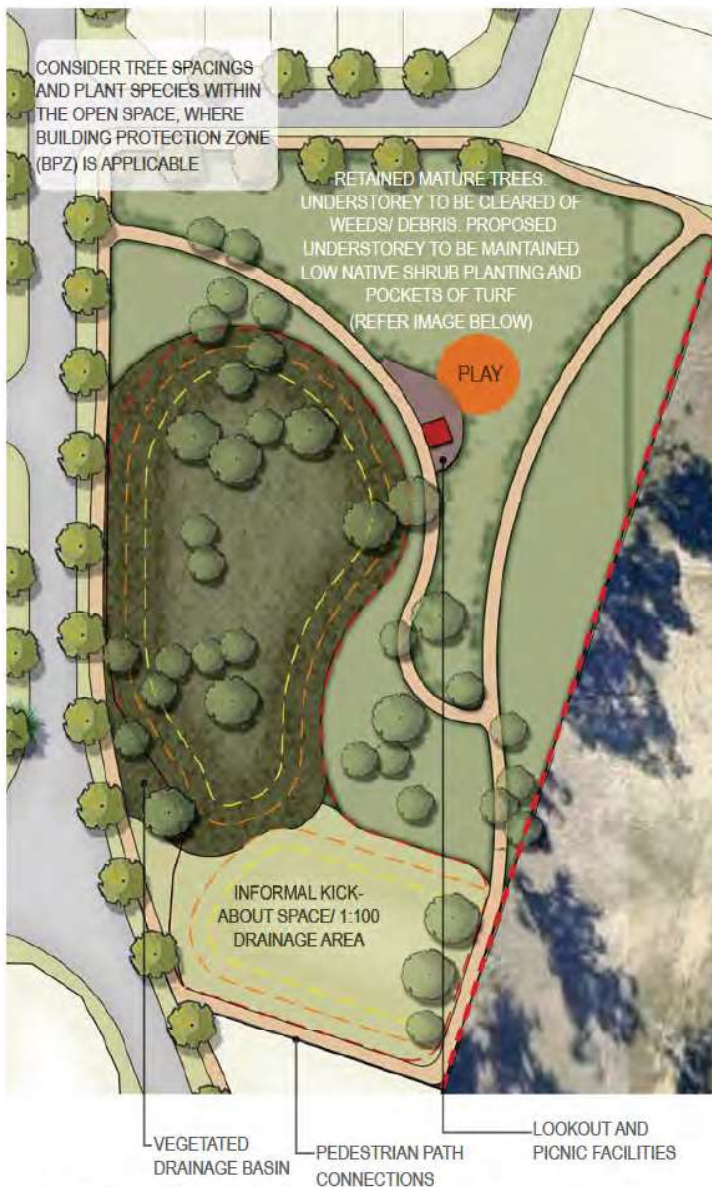 CONSIDER TREE SPACINGS
AND PLANT SPECIES WITHIN
THE OPEN SPACE, WHERE
BUILDING PROTECTION ZONE
(BPZ) IS APPLICABLE
RETAINED MATURE TREES.
UNDERSTOREY TO BE CLEARED OF
WEEDS/ DEBRIS. PROPOSED
UNDERSTOREY TO BE MAINTAINED
LOW NATIVE SHRUB PLANTING AND
POCKETS OF TURF
(REFER IMAGE BELOW)
PLAY
INFORMAL KICK-
ABOUT SPACE/ 1:100
DRAINAGE AREA
VEGETATED
DRAINAGE BASIN
PEDESTRIAN PATH
CONNECTIONS
LOOKOUT AND
PICNIC FACILITIES